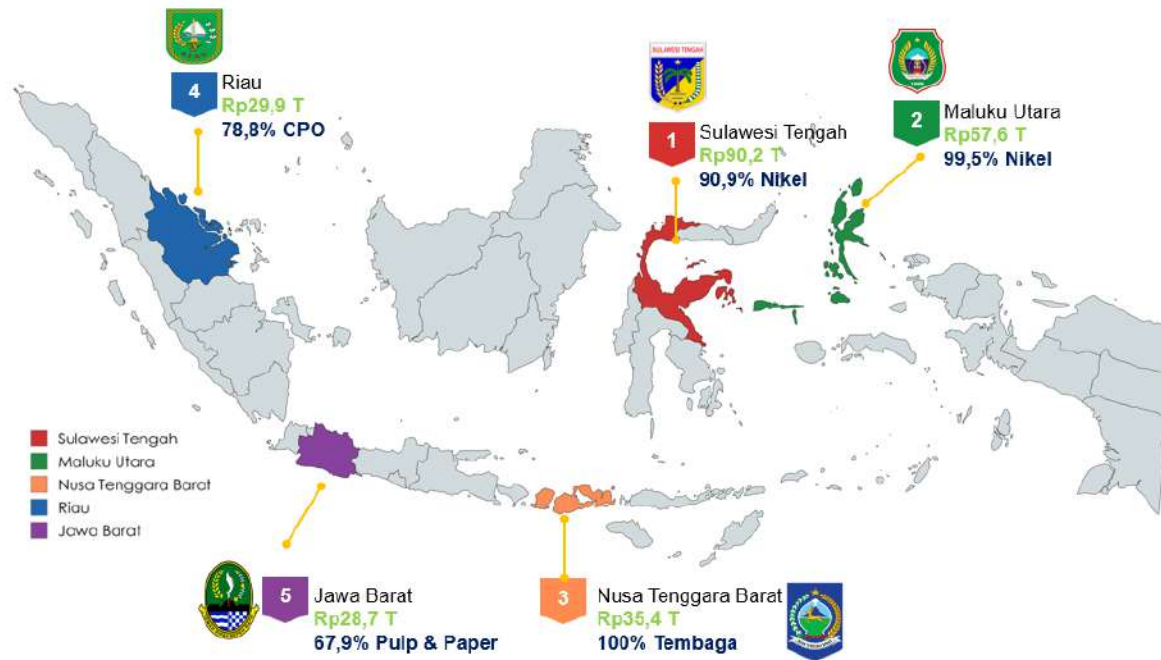 4
Riau
Rp29,9 T
78,8% CPO
SULAWESI TENGAH
1
Sulawesi Tengah
Rp90,2 T
90,9% Nikel
2
Maluku Utara
Rp57,6 T
99,5% Nikel
Sulawesi Tengah
Maluku Utara
Nusa Tenggara Barat
Riau
Jawa Barat
5
Jawa Barat
Rp28,7 T
67,9% Pulp & Paper
3
Nusa Tenggara Barat
Rp35,4 T
100% Tembaga